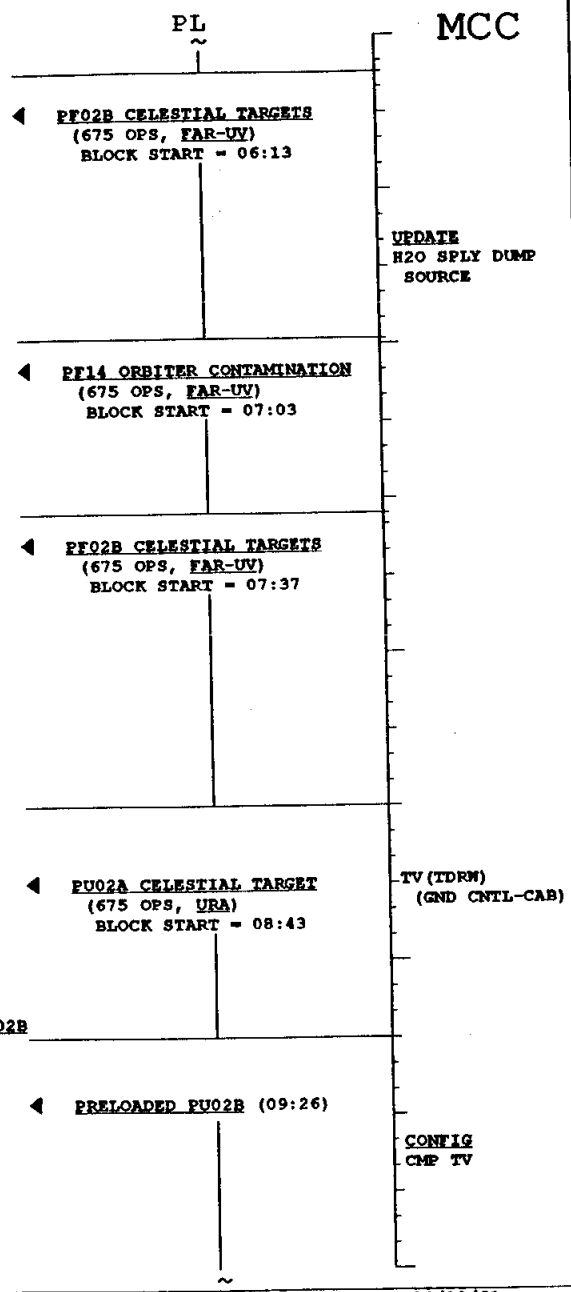 PL
MCC
~
PF02B CELESTIAL TARGETS
(675 OPS, FAR-UV)
BLOCK START = 06:13
UPDATE
H2O SPLY DUMP
SOURCE
PF14 ORBITER CONTAMINATION
(675 OPS, FAR-UV)
BLOCK START = 07:03
PF02B CELESTIAL TARGETS
(675 OPS, FAR-UV)
BLOCK START = 07:37
PU02A CELESTIAL TARGET
(675 OPS, URA)
BLOCK START = 08:43
TV(TDRW)
(GND CNTL-CAB)
02B
PRELOADED PU02B (09:26)
CONFIG
CMP TV
~